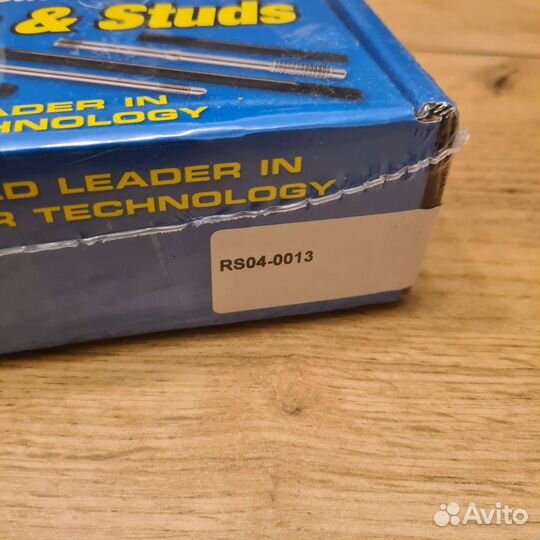 & Studs
LEADER IN
TECHNOLOGY
LEADER IN
TECHNOLOGY
RS04-0013
Avito